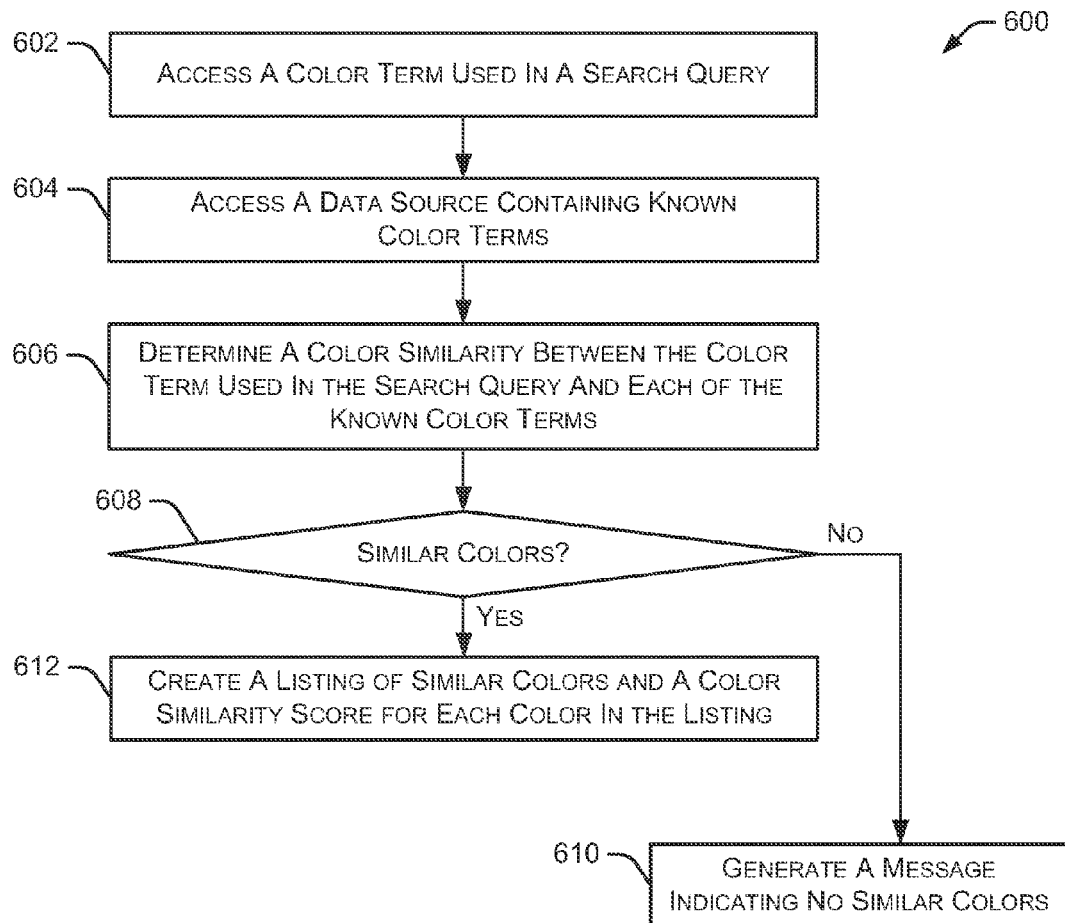 600
602
ACCESS A COLOR TERM USED IN A SEARCH QUERY
604
ACCESS A DATA SOURCE CONTAINING KNOWN
COLOR TERMS
606
DETERMINE A COLOR SIMILARITY BETWEEN THE COLOR
TERM USED IN THE SEARCH QUERY AND EACH OF THE
KNOWN COLOR TERMS
608
SIMILAR COLORS?
NO
YES
612
CREATE A LISTING OF SIMILAR COLORS AND A COLOR
SIMILARITY SCORE FOR EACH COLOR IN THE LISTING
610
GENERATE A MESSAGE
INDICATING NO SIMILAR COLORS